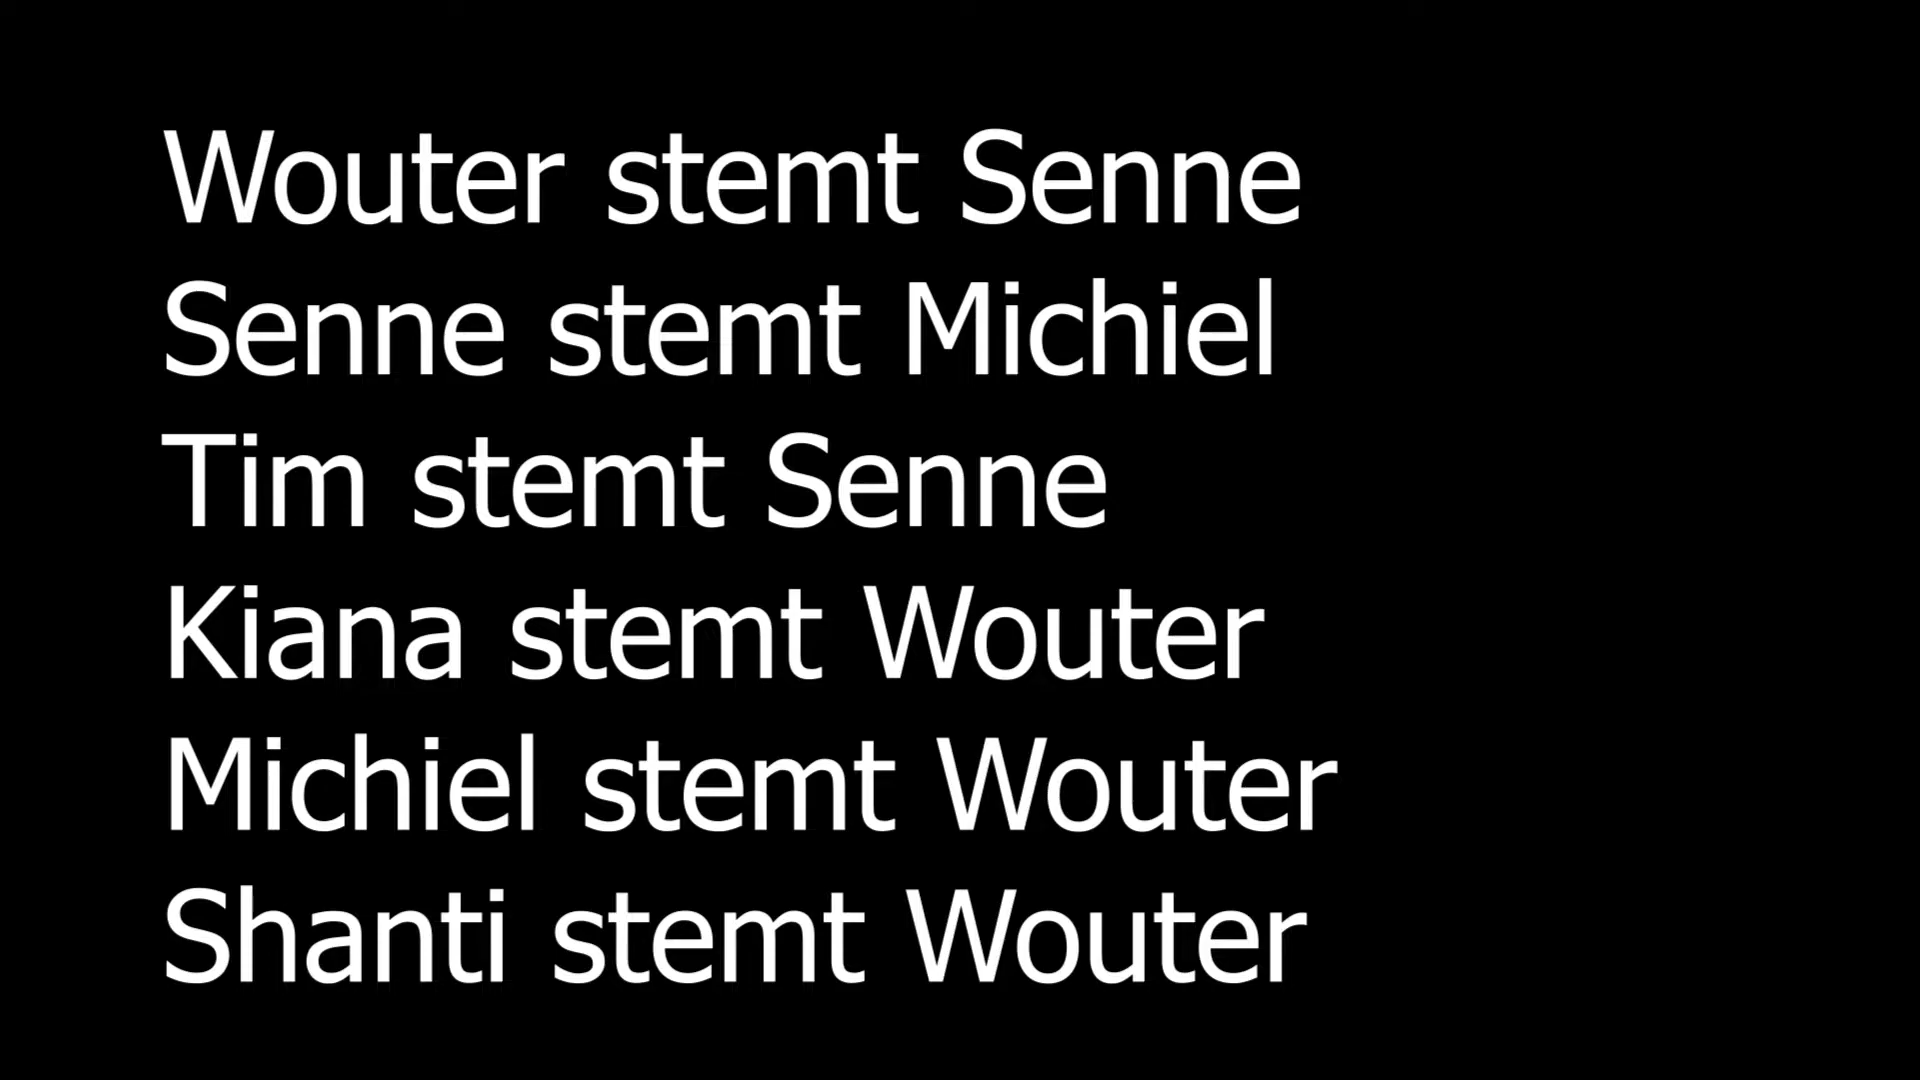 Wouter stemt Senne
Senne stemt Michiel
Tim stemt Senne
Kiana stemt Wouter
Michiel stemt Wouter
Shanti stemt Wouter